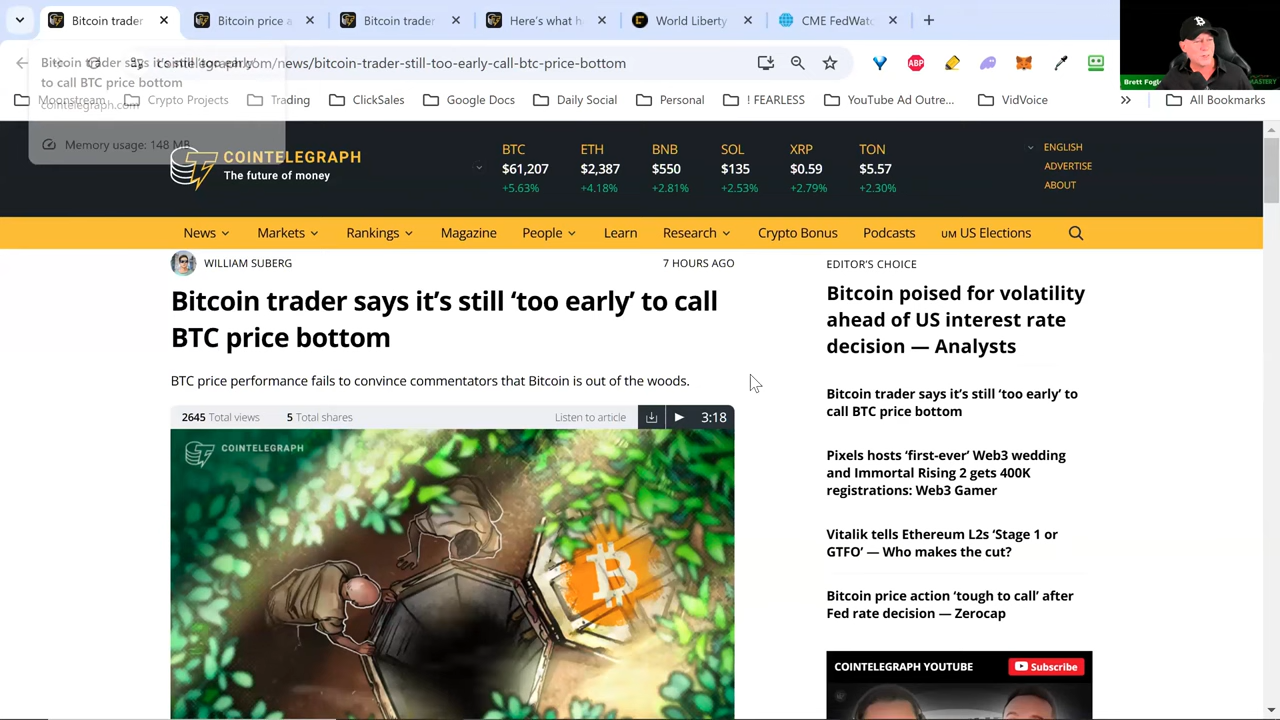 Bitcoin trader
Bitcoin price a
Bitcoin trader
Here's what h
World Liberty
CME FedWat
Bitcoin trader says it's still 'too early'
to call BTC price bottom
cointelegraph.com
Memory usage: 148 MB
cointelegraph.com/news/bitcoin-trader-still-too-early-call-btc-price-bottom
ABP
Moonstream
Crypto Projects
Trading
ClickSales
Google Docs
Daily Social
Personal
! FEARLESS
YouTube Ad Outre...
VidVoice
All Bookmarks
Brett Fogle
MASTERY
COINTELEGRAPH
The future of money
BTC ETH BNB SOL XRP TON
$61,207 $2,387 $550 $135 $0.59 $5.57
+5.63% +4.18% +2.81% +2.53% +2.79% +2.30%
ENGLISH
ADVERTISE
ABOUT
News Markets Rankings Magazine People Learn Research Crypto Bonus Podcasts UM US Elections
WILLIAM SUBERG
7 HOURS AGO
Bitcoin trader says it's still 'too early' to call
BTC price bottom
BTC price performance fails to convince commentators that Bitcoin is out of the woods.
2645 Total views
5 Total shares
Listen to article
3:18
COINTELEGRAPH
EDITOR'S CHOICE
Bitcoin poised for volatility
ahead of US interest rate
decision — Analysts
Bitcoin trader says it's still 'too early' to
call BTC price bottom
Pixels hosts 'first-ever' Web3 wedding
and Immortal Rising 2 gets 400K
registrations: Web3 Gamer
Vitalik tells Ethereum L2s 'Stage 1 or
GTFO' — Who makes the cut?
Bitcoin price action 'tough to call' after
Fed rate decision — Zerocap
COINTELEGRAPH YOUTUBE
Subscribe